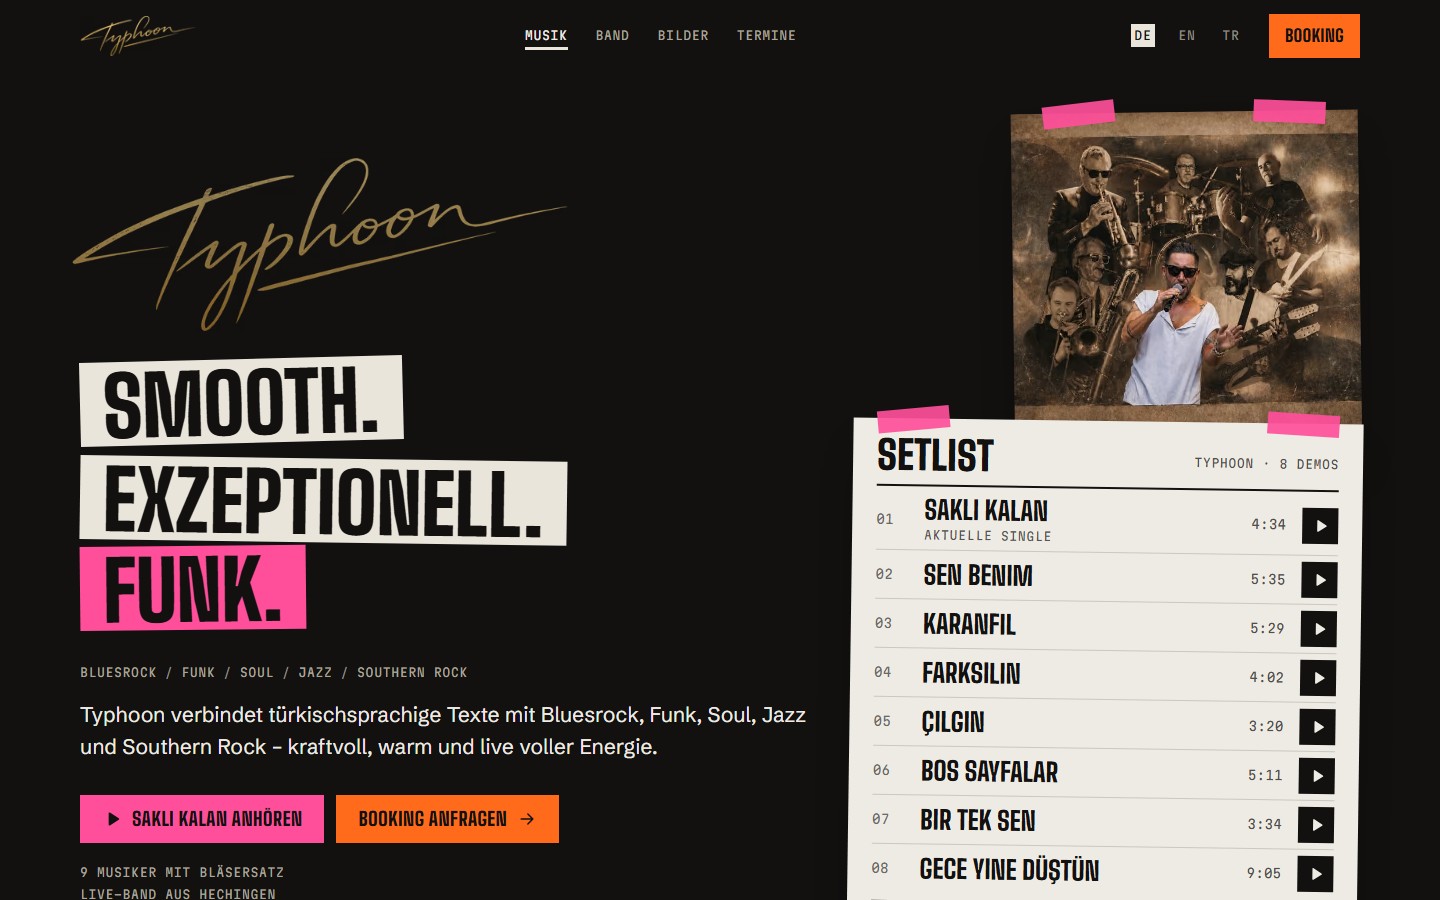 Typhoon
MUSIK BAND BILDER TERMINE
DE EN TR
BOOKING
Typhoon
SMOOTH.
EXZEPTIONELL.
FUNK.
BLUESROCK / FUNK / SOUL / JAZZ / SOUTHERN ROCK
Typhoon verbindet türkischsprachige Texte mit Bluesrock, Funk, Soul, Jazz
und Southern Rock – kraftvoll, warm und live voller Energie.
SAKLI KALAN ANHÖREN
BOOKING ANFRAGEN →
9 MUSIKER MIT BLÄSERSATZ
LIVE-BAND AUS HECHINGEN
SETLIST
TYPHOON · 8 DEMOS
01 SAKLI KALAN 4:34
AKTUELLE SINGLE
02 SEN BENIM 5:35
03 KARANFIL 5:29
04 FARKSILIN 4:02
05 ÇILGIN 3:20
06 BOS SAYFALAR 5:11
07 BIR TEK SEN 3:34
08 GECE YINE DÜŞTÜN 9:05